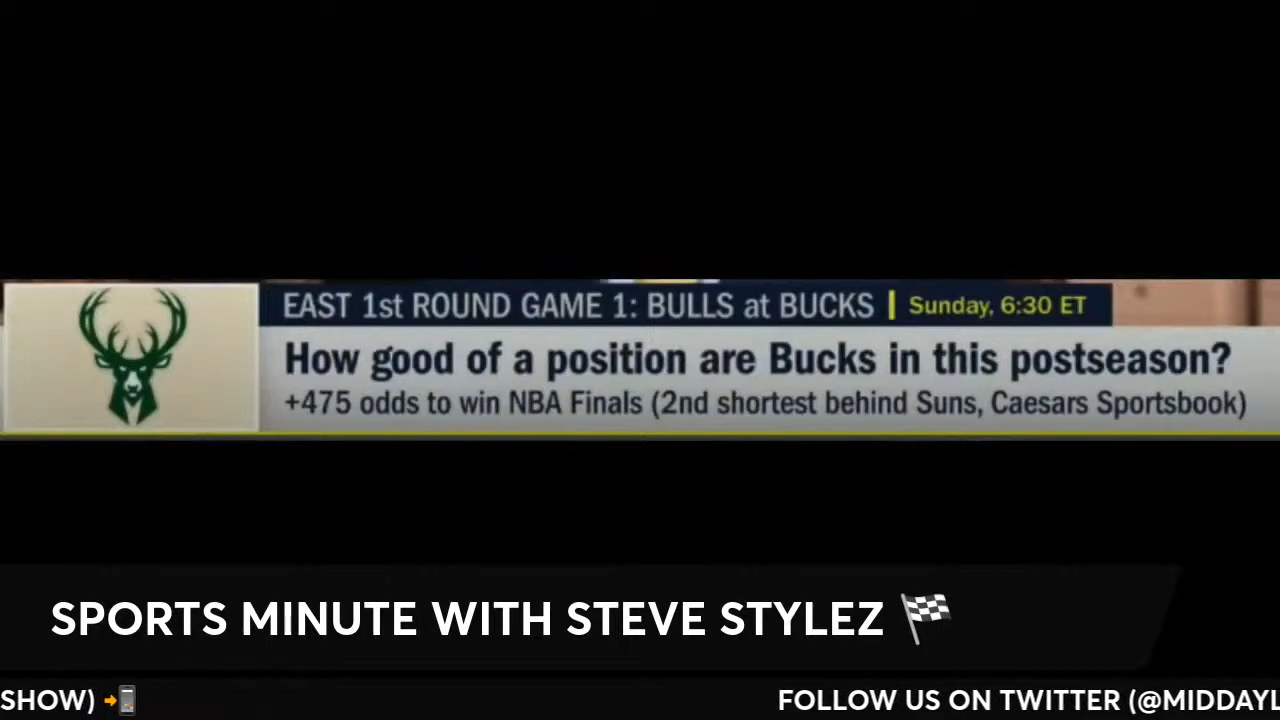 EAST 1st ROUND GAME 1: BULLS at BUCKS | Sunday, 6:30 ET
How good of a position are Bucks in this postseason?
+475 odds to win NBA Finals (2nd shortest behind Suns, Caesars Sportsbook)
SPORTS MINUTE WITH STEVE STYLEZ 🏁
SHOW) 📲 FOLLOW US ON TWITTER (@MIDDAYL